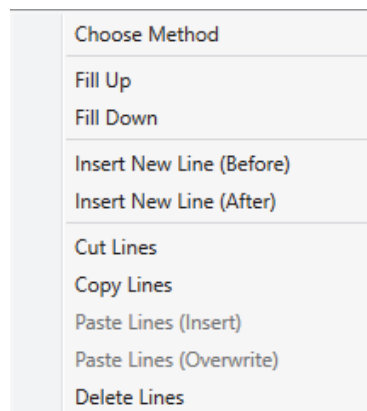 Choose Method
Fill Up
Fill Down
Insert New Line (Before)
Insert New Line (After)
Cut Lines
Copy Lines
Paste Lines (Insert)
Paste Lines (Overwrite)
Delete Lines